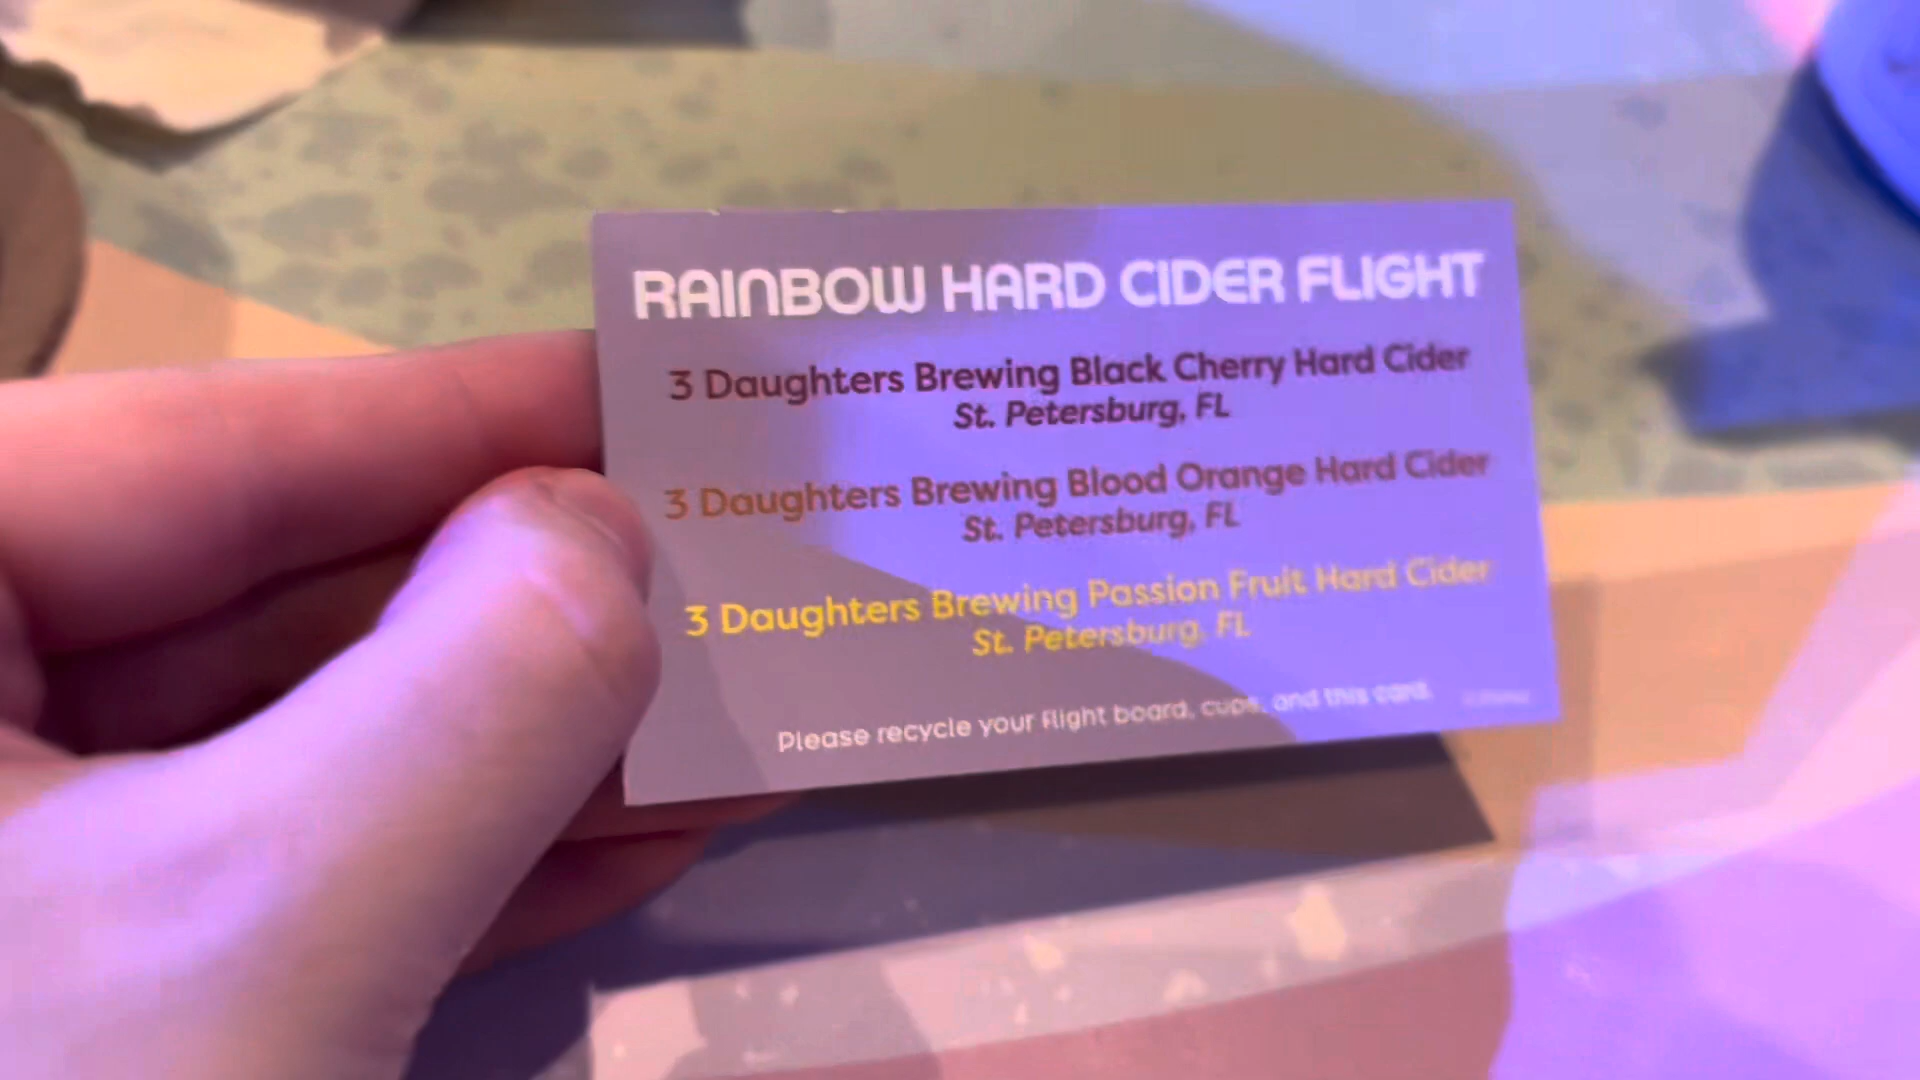 RAINBOW HARD CIDER FLIGHT
3 Daughters Brewing Black Cherry Hard Cider
St. Petersburg, FL
3 Daughters Brewing Blood Orange Hard Cider
St. Petersburg, FL
3 Daughters Brewing Passion Fruit Hard Cider
St. Petersburg, FL
Please recycle your flight board, cups, and this card.